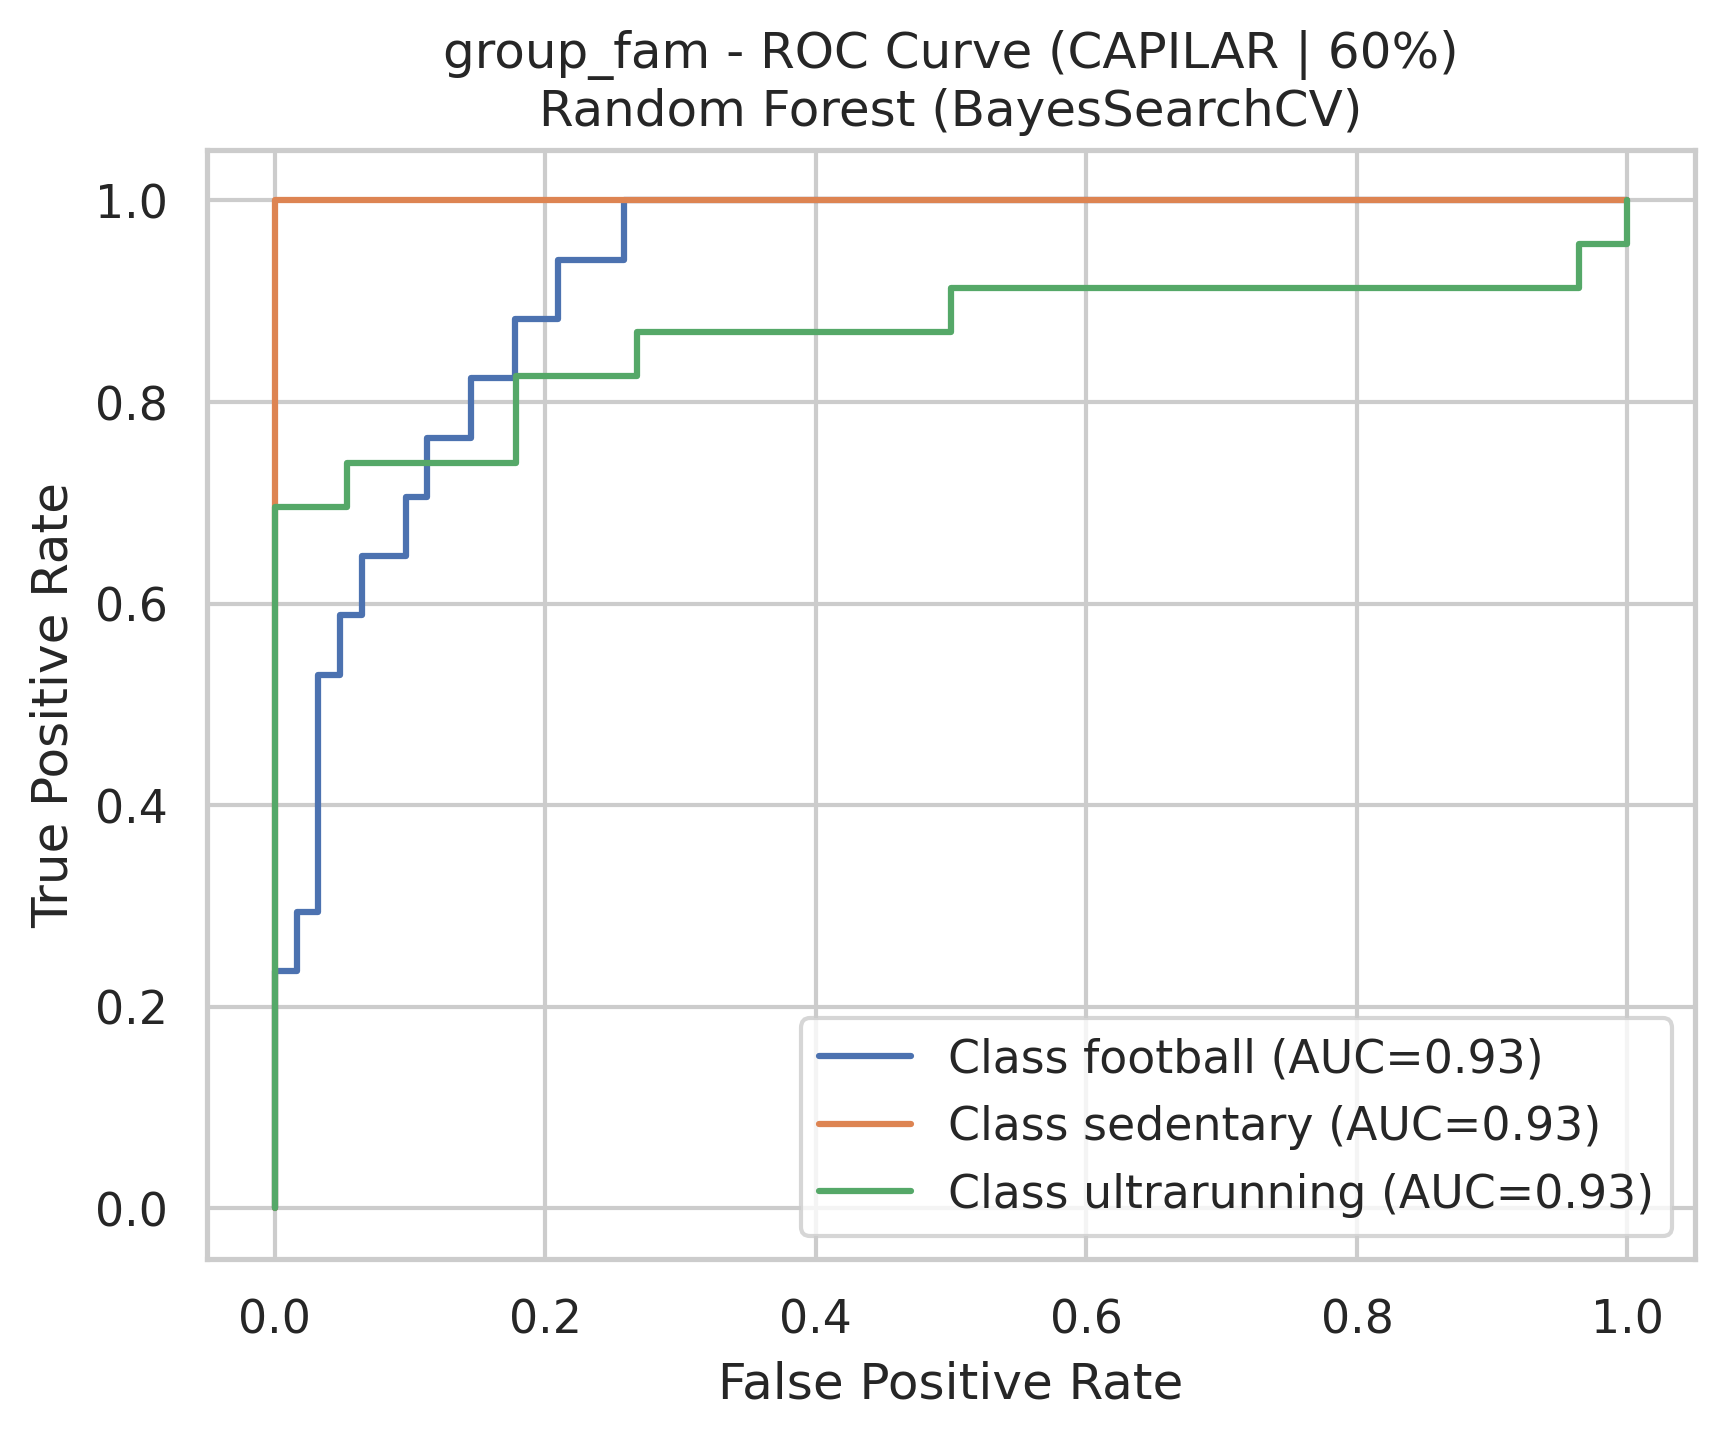 group_fam - ROC Curve (CAPILAR | 60%)
Random Forest (BayesSearchCV)
True Positive Rate
1.0
0.8
0.6
0.4
0.2
0.0
Class football (AUC=0.93)
Class sedentary (AUC=0.93)
Class ultrarunning (AUC=0.93)
0.0 0.2 0.4 0.6 0.8 1.0
False Positive Rate